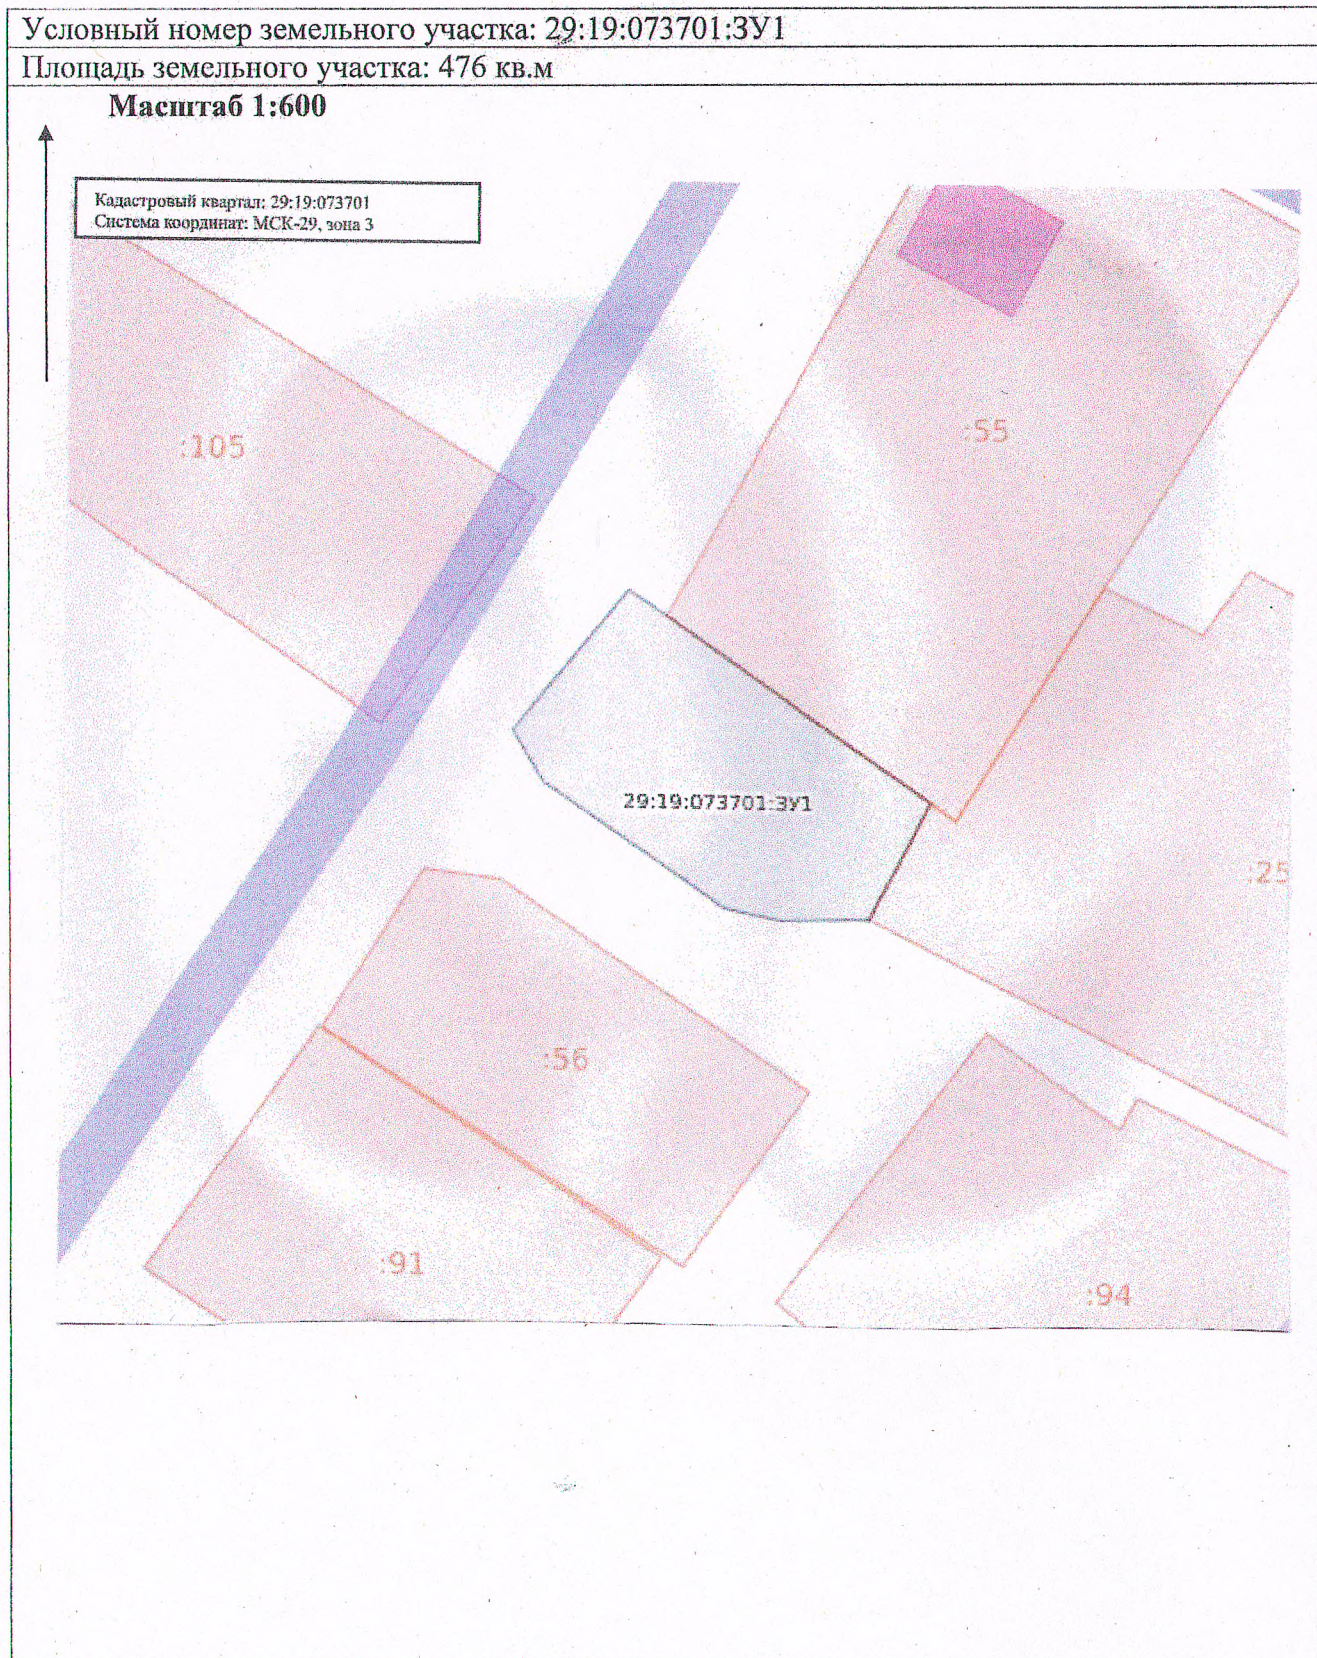 Условный номер земельного участка: 29:19:073701:ЗУ1
Площадь земельного участка: 476 кв.м
Масштаб 1:600
Кадастровый квартал: 29:19:073701
Система координат: МСК-29, зона 3
:105
:55
29:19:073701:ЗУ1
:25
:56
:91
:94